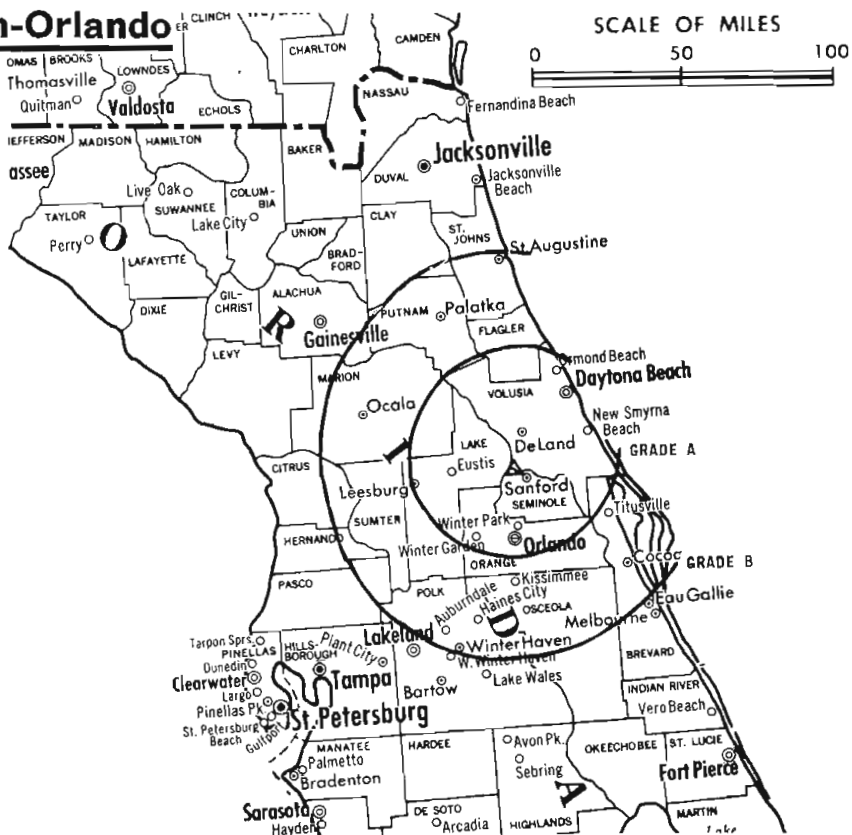 n-Orlando
SCALE OF MILES
0 50 100
CLINCH
ER
CHARLTON
CAMDEN
OMAS
BROOKS
LOWNDES
Thomasville
Quitman
Valdosta
ECHOLS
NASSAU
Fernandina Beach
JEFFERSON
MADISON
HAMILTON
BAKER
assee
Jacksonville
DUVAL
Jacksonville
Beach
Live Oak
SUWANNEE
COLUM-
BIA
Lake City
TAYLOR
Perry
O
LAFAYETTE
UNION
CLAY
BRAD-
FORD
ST.
JOHNS
St. Augustine
DIXIE
GIL-
CHRIST
ALACHUA
R
Gainesville
PUTNAM
Palatka
FLAGLER
LEVY
MARION
Ormond Beach
Daytona Beach
VOLUSIA
Ocala
New Smyrna
Beach
I
LAKE
DeLand
GRADE A
CITRUS
Eustis
Leesburg
Sanford
SEMINOLE
Titusville
SUMTER
Winter Park
HERNANDO
Winter Garden
Orlando
ORANGE
Cocoa
GRADE B
PASCO
POLK
Kissimmee
Auburndale
Haines City
OSCEOLA
D
Eau Gallie
Melbourne
Tarpon Sprs.
PINELLAS
HILLS-
BOROUGH
Plant City
Lakeland
Winter Haven
W. Winter Haven
Dunedin
Clearwater
Tampa
Lake Wales
BREVARD
Largo
Bartow
INDIAN RIVER
Pinellas Pk.
St. Petersburg
Vero Beach
St. Petersburg
Beach
Gulfport
MANATEE
HARDEE
Avon Pk.
OKEECHOBEE
ST. LUCIE
Palmetto
Sebring
Fort Pierce
Bradenton
A
Sarasota
DE SOTO
MARTIN
Hayden
Arcadia
HIGHLANDS
Lake